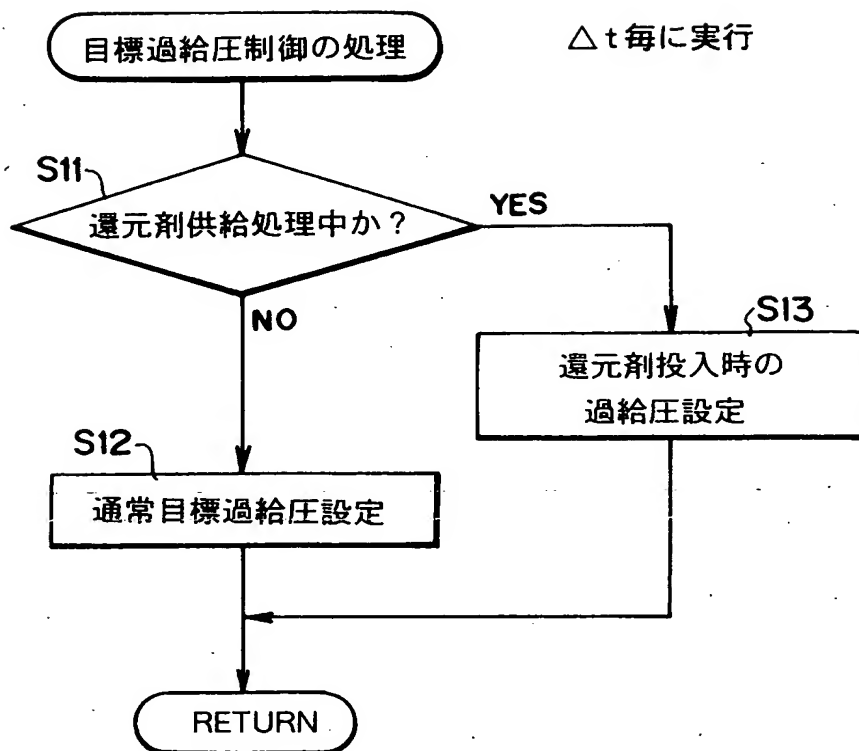 目標過給圧制御の処理
△t毎に実行
S11
還元剤供給処理中か？
YES
NO
S13
還元剤投入時の
過給圧設定
S12
通常目標過給圧設定
RETURN